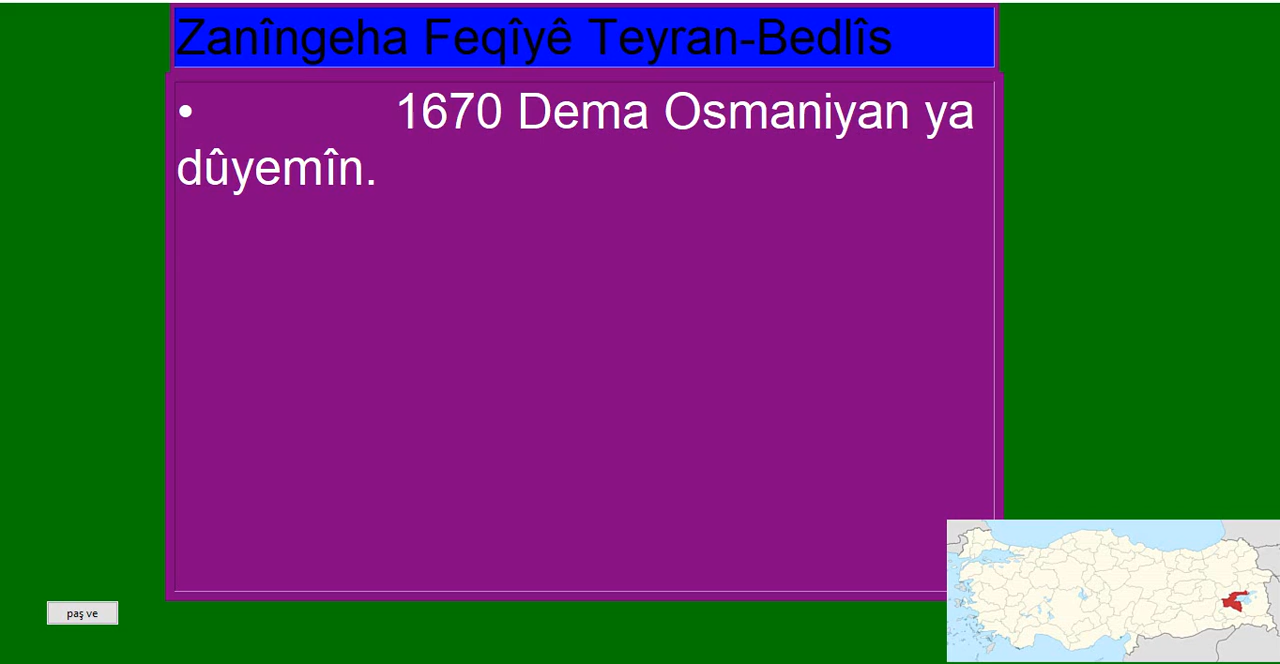 Zanîngeha Feqîyê Teyran-Bedlîs
• 1670 Dema Osmaniyan ya
dûyemîn.
paş ve